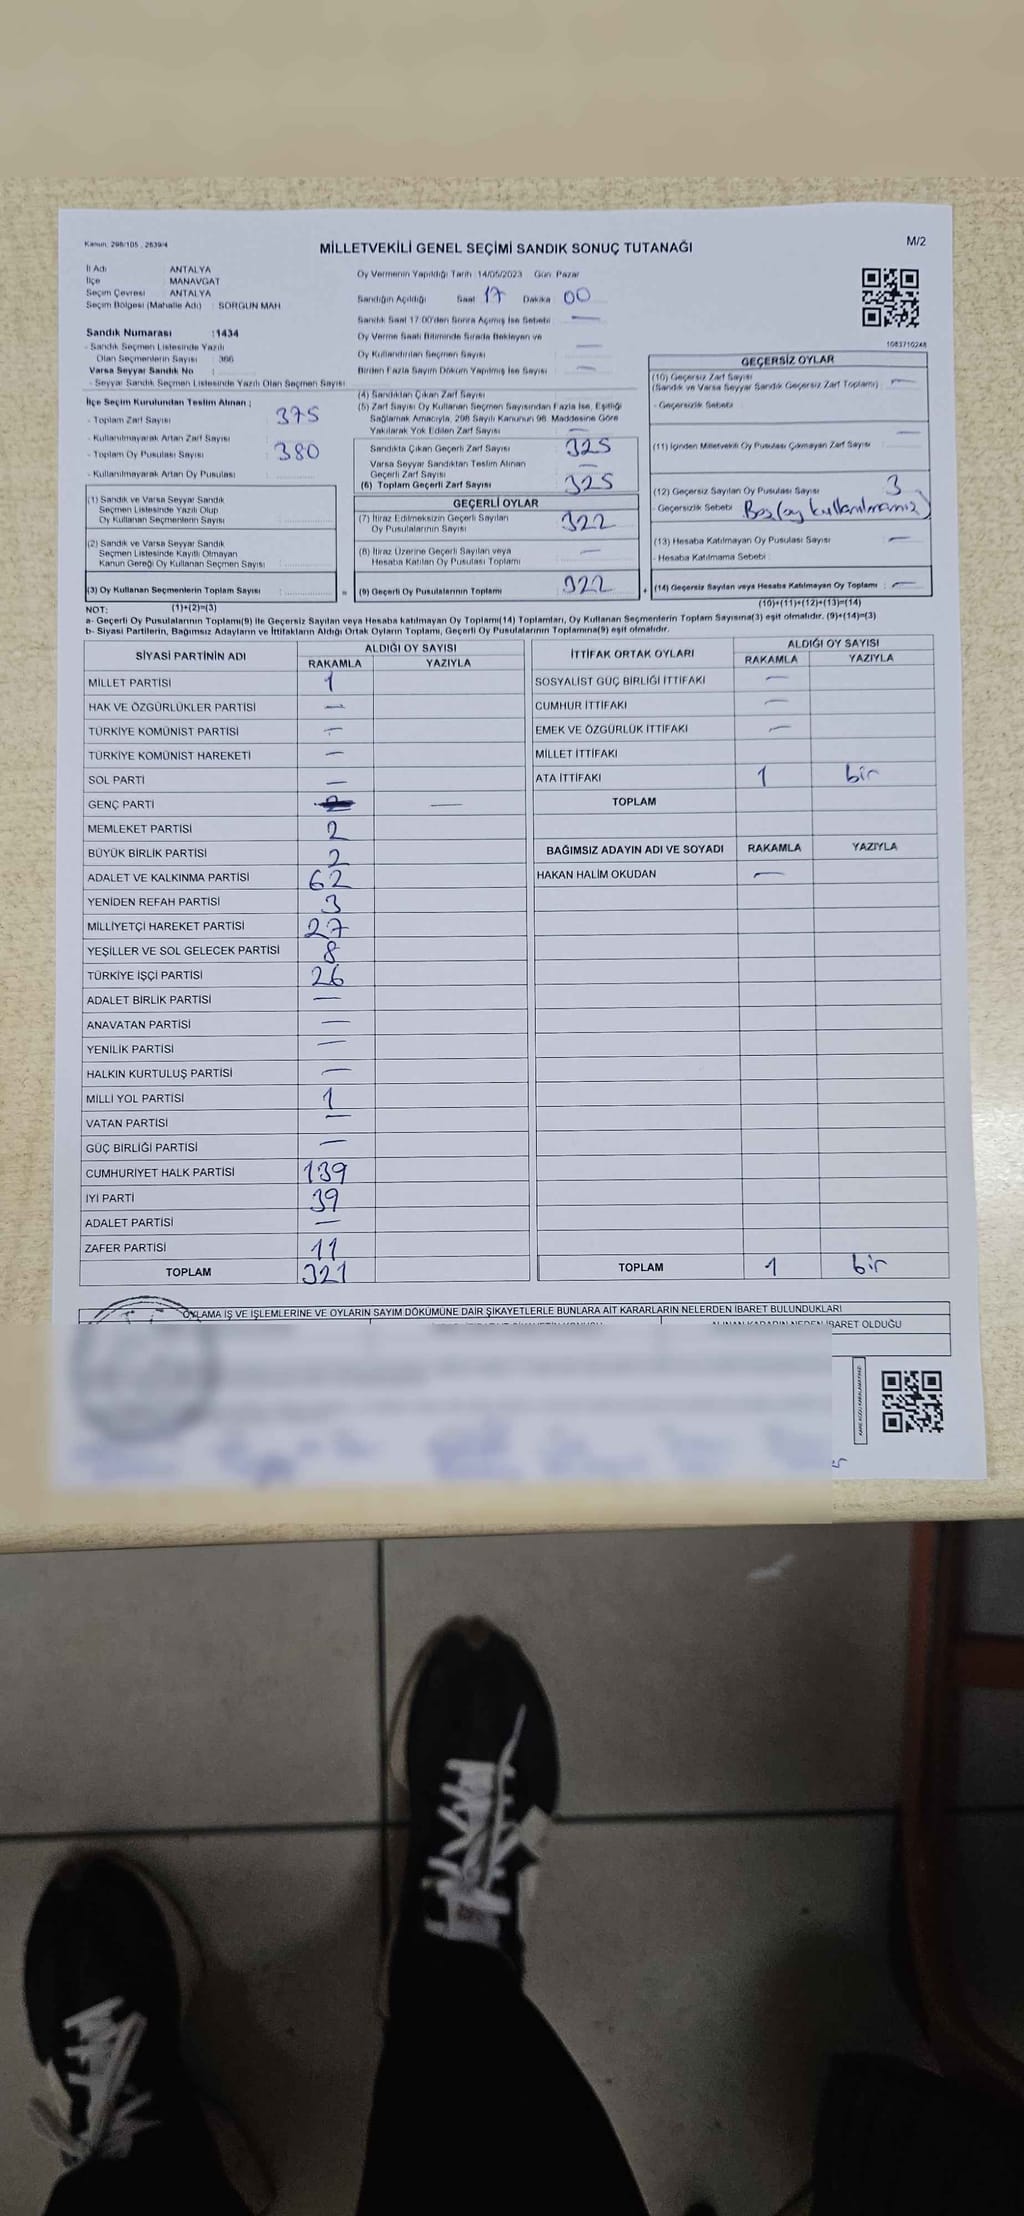 Kanun: 298/105 , 2839/4
MİLLETVEKİLİ GENEL SEÇİMİ SANDIK SONUÇ TUTANAĞI
M/2
İl Adı : ANTALYA
İlçe : MANAVGAT
Seçim Çevresi : ANTALYA
Seçim Bölgesi (Mahalle Adı) : SORGUN MAH
Sandık Numarası :1434
- Sandık Seçmen Listesinde Yazılı
Olan Seçmenlerin Sayısı : 366
Varsa Seyyar Sandık No :
- Seyyar Sandık Seçmen Listesinde Yazılı Olan Seçmen Sayısı:
Oy Vermenin Yapıldığı Tarih :14/05/2023 Gün: Pazar
Sandığın Açıldığı Saat 17 Dakika 00
Sandık Saat 17:00'den Sonra Açılmış İse Sebebi : —
Oy Verme Saati Bitiminde Sırada Bekleyen ve
Oy Kullandırılan Seçmen Sayısı —
Birden Fazla Sayım Döküm Yapılmış İse Sayısı : —
1083710248
İlçe Seçim Kurulundan Teslim Alınan ;
- Toplam Zarf Sayısı : 375
- Kullanılmayarak Artan Zarf Sayısı :
- Toplam Oy Pusulası Sayısı : 380
- Kullanılmayarak Artan Oy Pusulası :
(1) Sandık ve Varsa Seyyar Sandık
Seçmen Listesinde Yazılı Olup
Oy Kullanan Seçmenlerin Sayısı :
(2) Sandık ve Varsa Seyyar Sandık
Seçmen Listesinde Kayıtlı Olmayan
Kanun Gereği Oy Kullanan Seçmen Sayısı :
(3) Oy Kullanan Seçmenlerin Toplam Sayısı :
(4) Sandıktan Çıkan Zarf Sayısı :
(5) Zarf Sayısı Oy Kullanan Seçmen Sayısından Fazla İse, Eşitliği
Sağlamak Amacıyla, 298 Sayılı Kanunun 98. Maddesine Göre
Yakılarak Yok Edilen Zarf Sayısı :
Sandıkta Çıkan Geçerli Zarf Sayısı : 325
Varsa Seyyar Sandıktan Teslim Alınan
Geçerli Zarf Sayısı : —
(6) Toplam Geçerli Zarf Sayısı : 325
GEÇERLİ OYLAR
(7) İtiraz Edilmeksizin Geçerli Sayılan
Oy Pusulalarının Sayısı : 322
(8) İtiraz Üzerine Geçerli Sayılan veya
Hesaba Katılan Oy Pusulası Toplamı : —
= (9) Geçerli Oy Pusulalarının Toplamı : 322
GEÇERSİZ OYLAR
(10) Geçersiz Zarf Sayısı
(Sandık ve Varsa Seyyar Sandık Geçersiz Zarf Toplamı) : —
- Geçersizlik Sebebi :
(11) İçinden Milletvekili Oy Pusulası Çıkmayan Zarf Sayısı : —
(12) Geçersiz Sayılan Oy Pusulası Sayısı : 3
- Geçersizlik Sebebi : Boş (oy kullanılmamış)
(13) Hesaba Katılmayan Oy Pusulası Sayısı : —
- Hesaba Katılmama Sebebi :
+ (14) Geçersiz Sayılan veya Hesaba Katılmayan Oy Toplamı : —
NOT: (1)+(2)=(3) (10)+(11)+(12)+(13)=(14)
a- Geçerli Oy Pusulalarının Toplamı(9) ile Geçersiz Sayılan veya Hesaba katılmayan Oy Toplamı(14) Toplamları, Oy Kullanan Seçmenlerin Toplam Sayısına(3) eşit olmalıdır. (9)+(14)=(3)
b- Siyasi Partilerin, Bağımsız Adayların ve İttifakların Aldığı Ortak Oyların Toplamı, Geçerli Oy Pusulalarının Toplamına(9) eşit olmalıdır.
SİYASİ PARTİNİN ADI ALDIĞI OY SAYISI
RAKAMLA YAZIYLA
MİLLET PARTİSİ 1
HAK VE ÖZGÜRLÜKLER PARTİSİ —
TÜRKİYE KOMÜNİST PARTİSİ —
TÜRKİYE KOMÜNİST HAREKETİ —
SOL PARTİ —
GENÇ PARTİ 2 —
MEMLEKET PARTİSİ 2
BÜYÜK BİRLİK PARTİSİ 2
ADALET VE KALKINMA PARTİSİ 62
YENİDEN REFAH PARTİSİ 3
MİLLİYETÇİ HAREKET PARTİSİ 27
YEŞİLLER VE SOL GELECEK PARTİSİ 8
TÜRKİYE İŞÇİ PARTİSİ 26
ADALET BİRLİK PARTİSİ —
ANAVATAN PARTİSİ —
YENİLİK PARTİSİ —
HALKIN KURTULUŞ PARTİSİ —
MİLLİ YOL PARTİSİ 1
VATAN PARTİSİ —
GÜÇ BİRLİĞİ PARTİSİ —
CUMHURİYET HALK PARTİSİ 139
İYİ PARTİ 39
ADALET PARTİSİ —
ZAFER PARTİSİ 11
TOPLAM 321
İTTİFAK ORTAK OYLARI ALDIĞI OY SAYISI
RAKAMLA YAZIYLA
SOSYALİST GÜÇ BİRLİĞİ İTTİFAKI —
CUMHUR İTTİFAKI —
EMEK VE ÖZGÜRLÜK İTTİFAKI —
MİLLET İTTİFAKI
ATA İTTİFAKI 1 bir
TOPLAM
BAĞIMSIZ ADAYIN ADI VE SOYADI RAKAMLA YAZIYLA
HAKAN HALİM OKUDAN —
TOPLAM 1 bir
OYLAMA İŞ VE İŞLEMLERİNE VE OYLARIN SAYIM DÖKÜMÜNE DAİR ŞİKAYETLERLE BUNLARA AİT KARARLARIN NELERDEN İBARET BULUNDUKLARI
ALINAN KARARIN NEDEN İBARET OLDUĞU